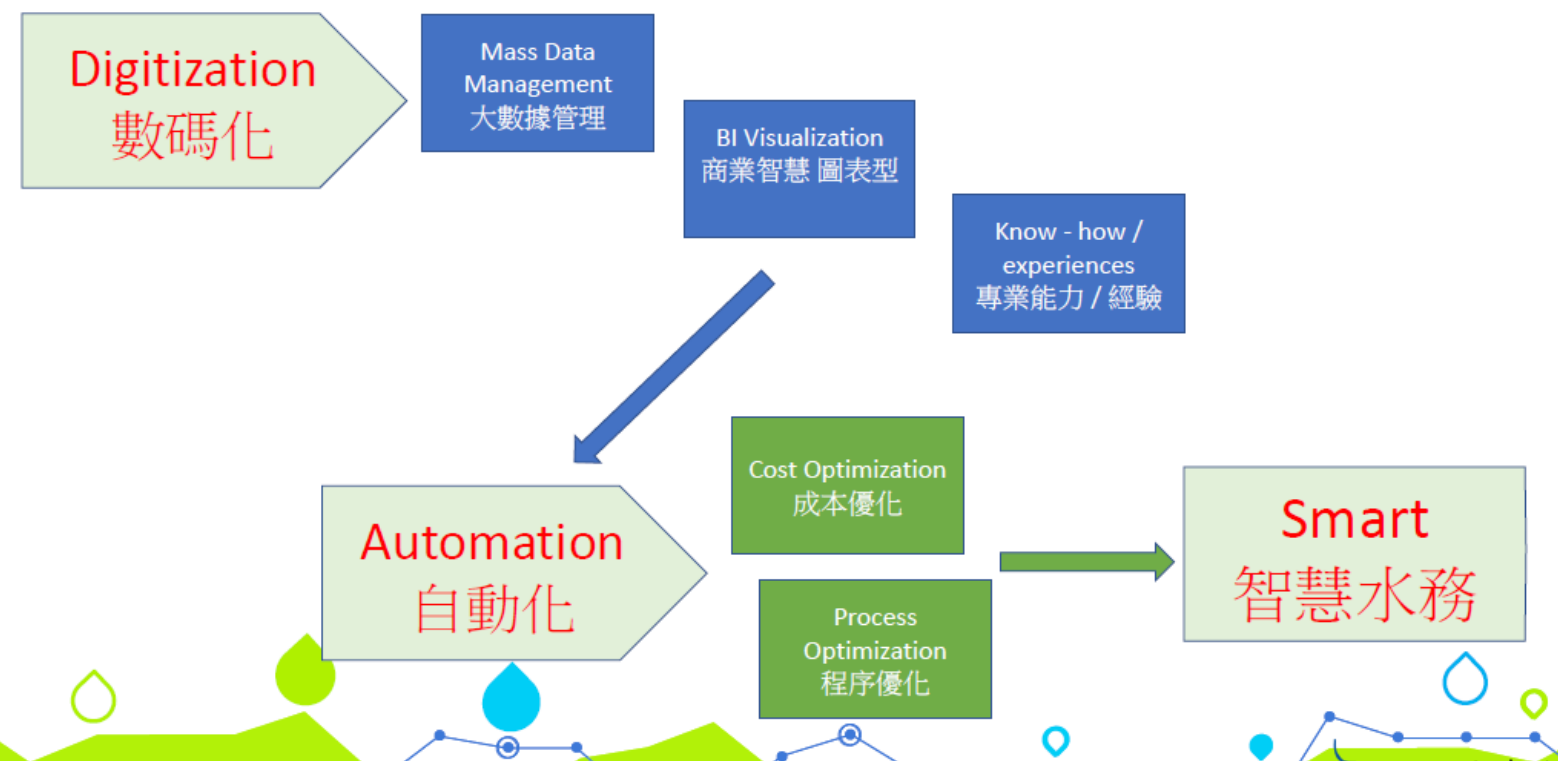 Digitization
數碼化
Mass Data
Management
大數據管理
BI Visualization
商業智慧 圖表型
Know - how /
experiences
專業能力 / 經驗
Automation
自動化
Cost Optimization
成本優化
Process
Optimization
程序優化
Smart
智慧水務